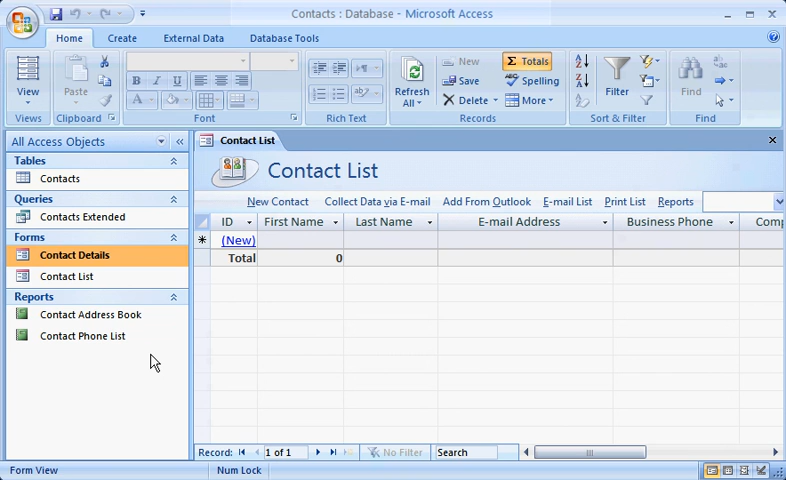 Contacts : Database - Microsoft Access
Home Create External Data Database Tools
View
Views
Paste
Clipboard
B I U
A
Font
Rich Text
Refresh
All
New
Save
Delete
Σ Totals
Spelling
More
Records
Filter
Sort & Filter
Find
Find
All Access Objects
Tables
Contacts
Queries
Contacts Extended
Forms
Contact Details
Contact List
Reports
Contact Address Book
Contact Phone List
Contact List
Contact List
New Contact Collect Data via E-mail Add From Outlook E-mail List Print List Reports
ID First Name Last Name E-mail Address Business Phone Comp
* (New)
Total 0
Record: 1 of 1 No Filter Search
Form View Num Lock